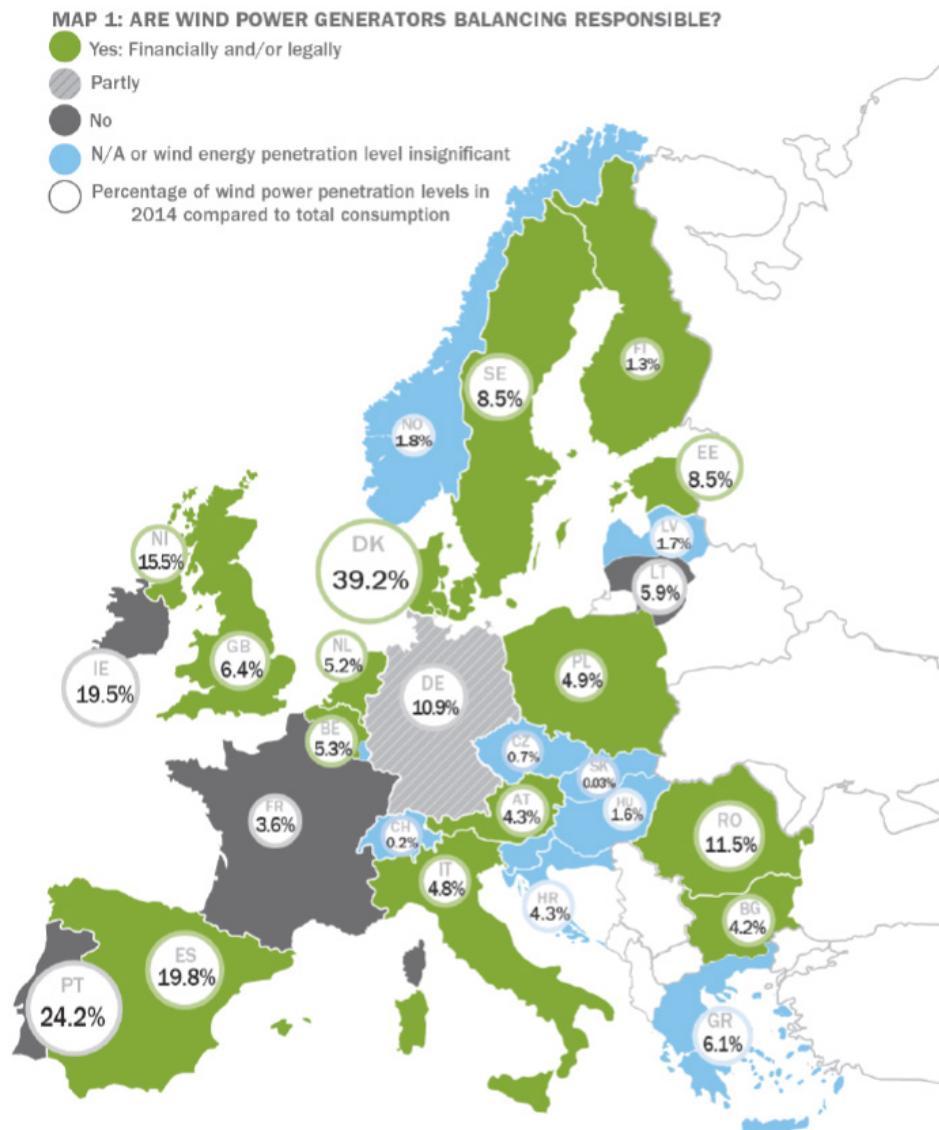 MAP 1: ARE WIND POWER GENERATORS BALANCING RESPONSIBLE?
Yes: Financially and/or legally
Partly
No
N/A or wind energy penetration level insignificant
Percentage of wind power penetration levels in
2014 compared to total consumption
FI
1.3%
SE
8.5%
NO
1.8%
EE
8.5%
LV
1.7%
DK
39.2%
NI
15.5%
LT
5.9%
NL
5.2%
GB
6.4%
IE
19.5%
DE
10.9%
PL
4.9%
BE
5.3%
CZ
0.7%
SK
0.03%
FR
3.6%
AT
4.3%
HU
1.6%
CH
0.2%
RO
11.5%
IT
4.8%
HR
4.3%
BG
4.2%
ES
19.8%
PT
24.2%
GR
6.1%